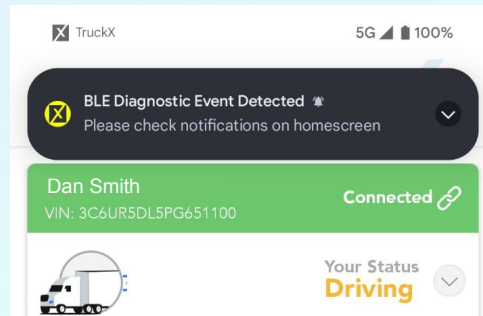 TruckX 5G 100%
BLE Diagnostic Event Detected
Please check notifications on homescreen
Dan Smith
VIN: 3C6UR5DL5PG651100
Connected
Your Status
Driving